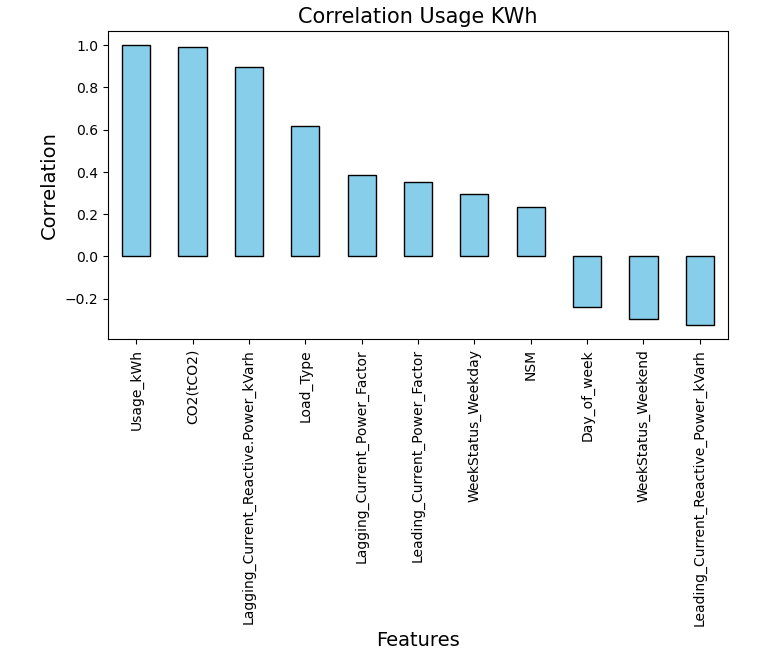 Correlation Usage KWh
Correlation
1.0
0.8
0.6
0.4
0.2
0.0
−0.2
Usage_kWh
CO2(tCO2)
Lagging_Current_Reactive.Power_kVarh
Load_Type
Lagging_Current_Power_Factor
Leading_Current_Power_Factor
WeekStatus_Weekday
NSM
Day_of_week
WeekStatus_Weekend
Leading_Current_Reactive_Power_kVarh
Features